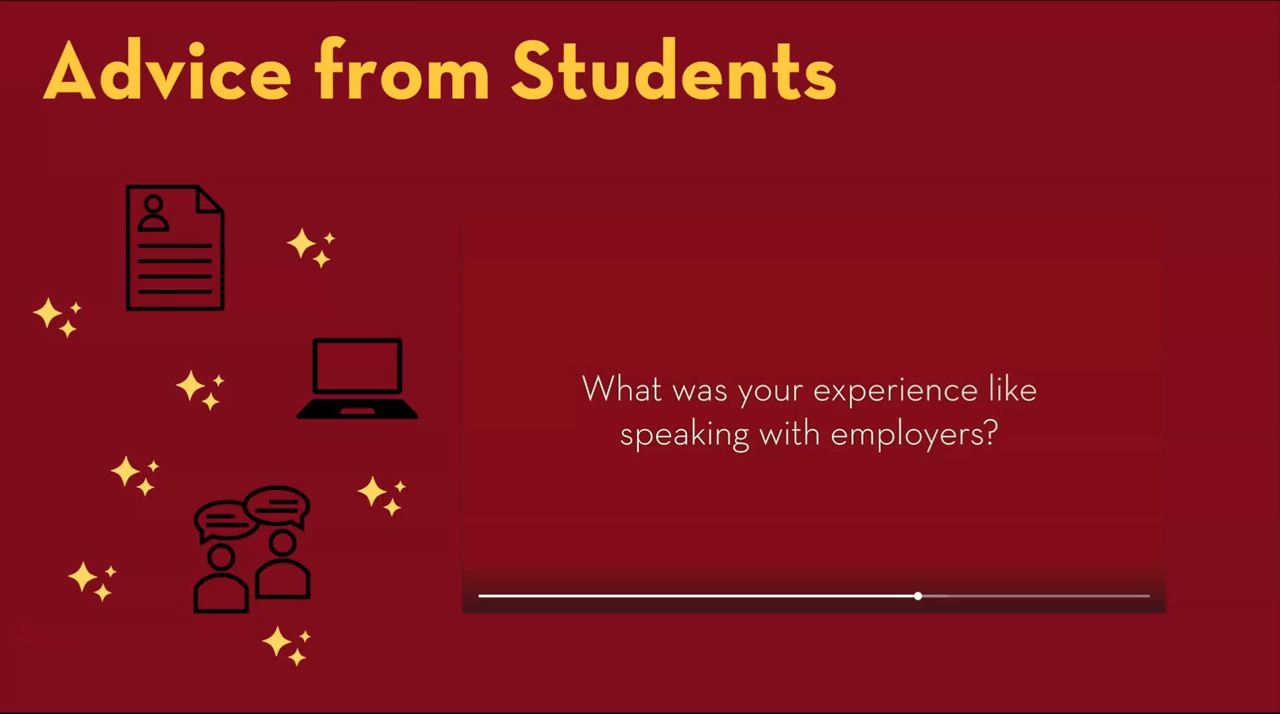 Advice from Students
What was your experience like
speaking with employers?